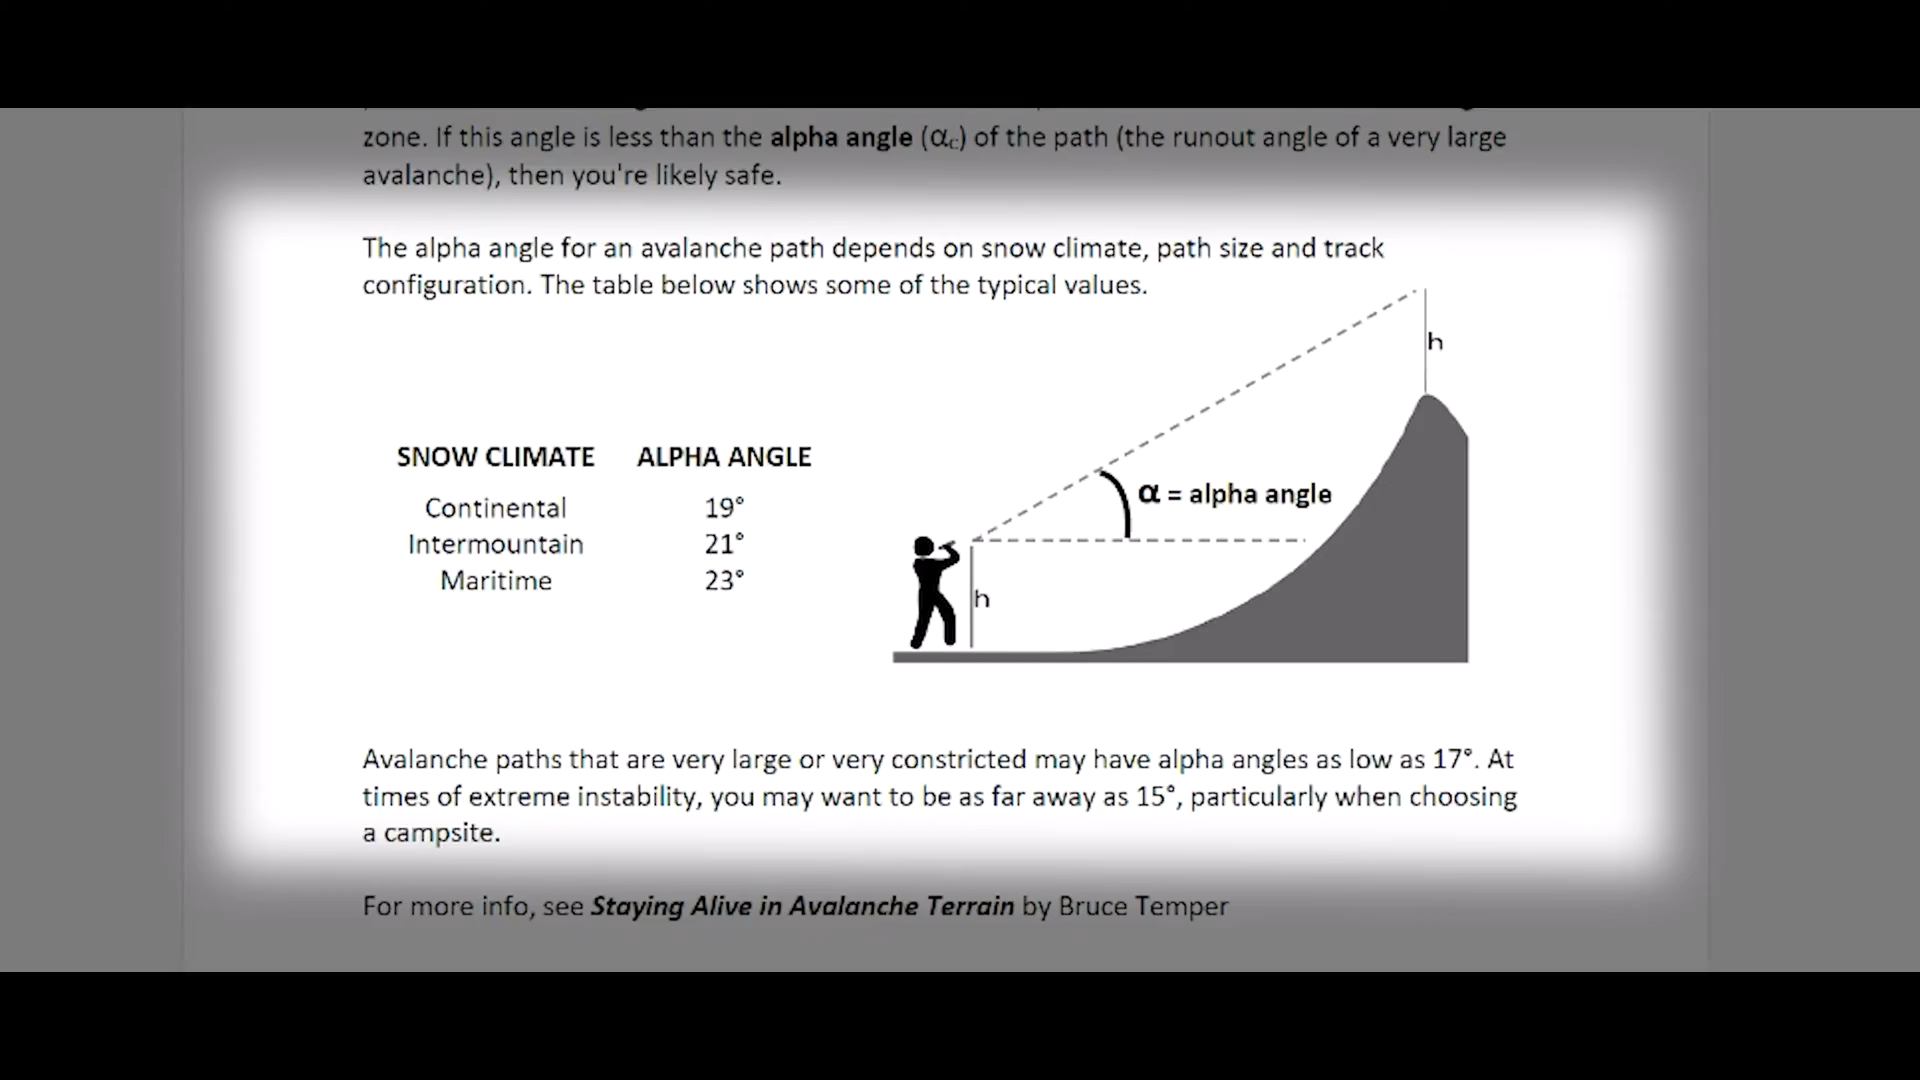 zone. If this angle is less than the alpha angle (αc) of the path (the runout angle of a very large
avalanche), then you're likely safe.
The alpha angle for an avalanche path depends on snow climate, path size and track
configuration. The table below shows some of the typical values.
h
SNOW CLIMATE ALPHA ANGLE
Continental 19°
α = alpha angle
Intermountain 21°
Maritime 23°
h
Avalanche paths that are very large or very constricted may have alpha angles as low as 17°. At
times of extreme instability, you may want to be as far away as 15°, particularly when choosing
a campsite.
For more info, see Staying Alive in Avalanche Terrain by Bruce Temper